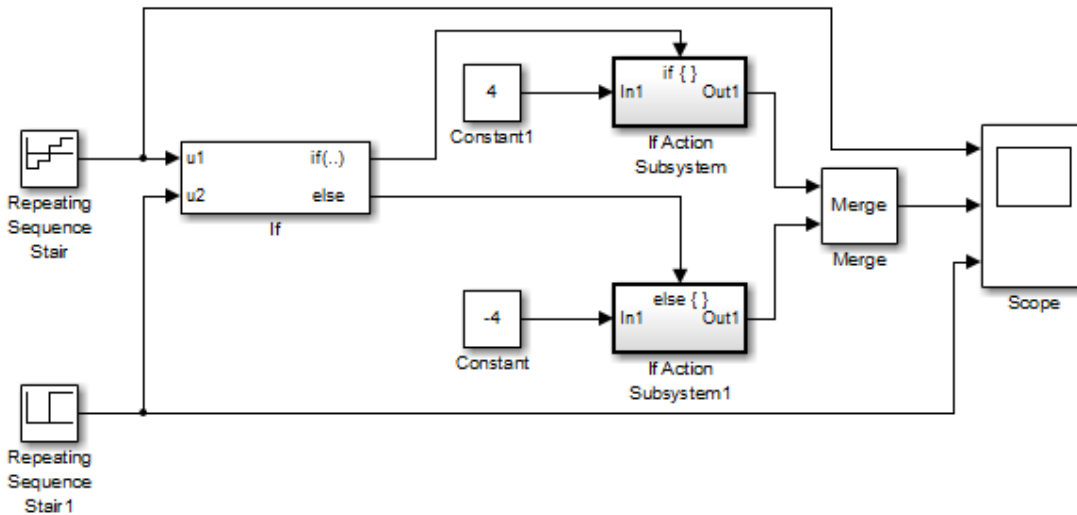 if { }
In1
Out1
4
Constant1
If Action
Subsystem
u1
if(..)
u2
else
If
Repeating
Sequence
Stair
Merge
Merge
Scope
else { }
In1
Out1
-4
Constant
If Action
Subsystem1
Repeating
Sequence
Stair1